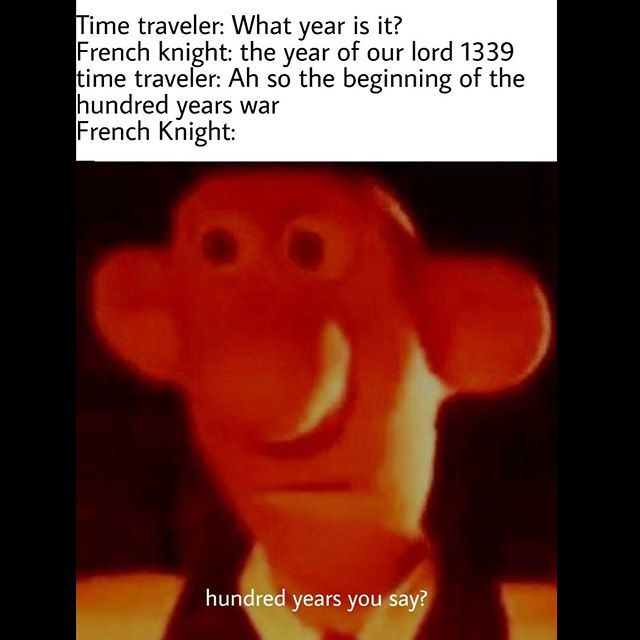 Time traveler: What year is it?
French knight: the year of our lord 1339
time traveler: Ah so the beginning of the
hundred years war
French Knight:
hundred years you say?